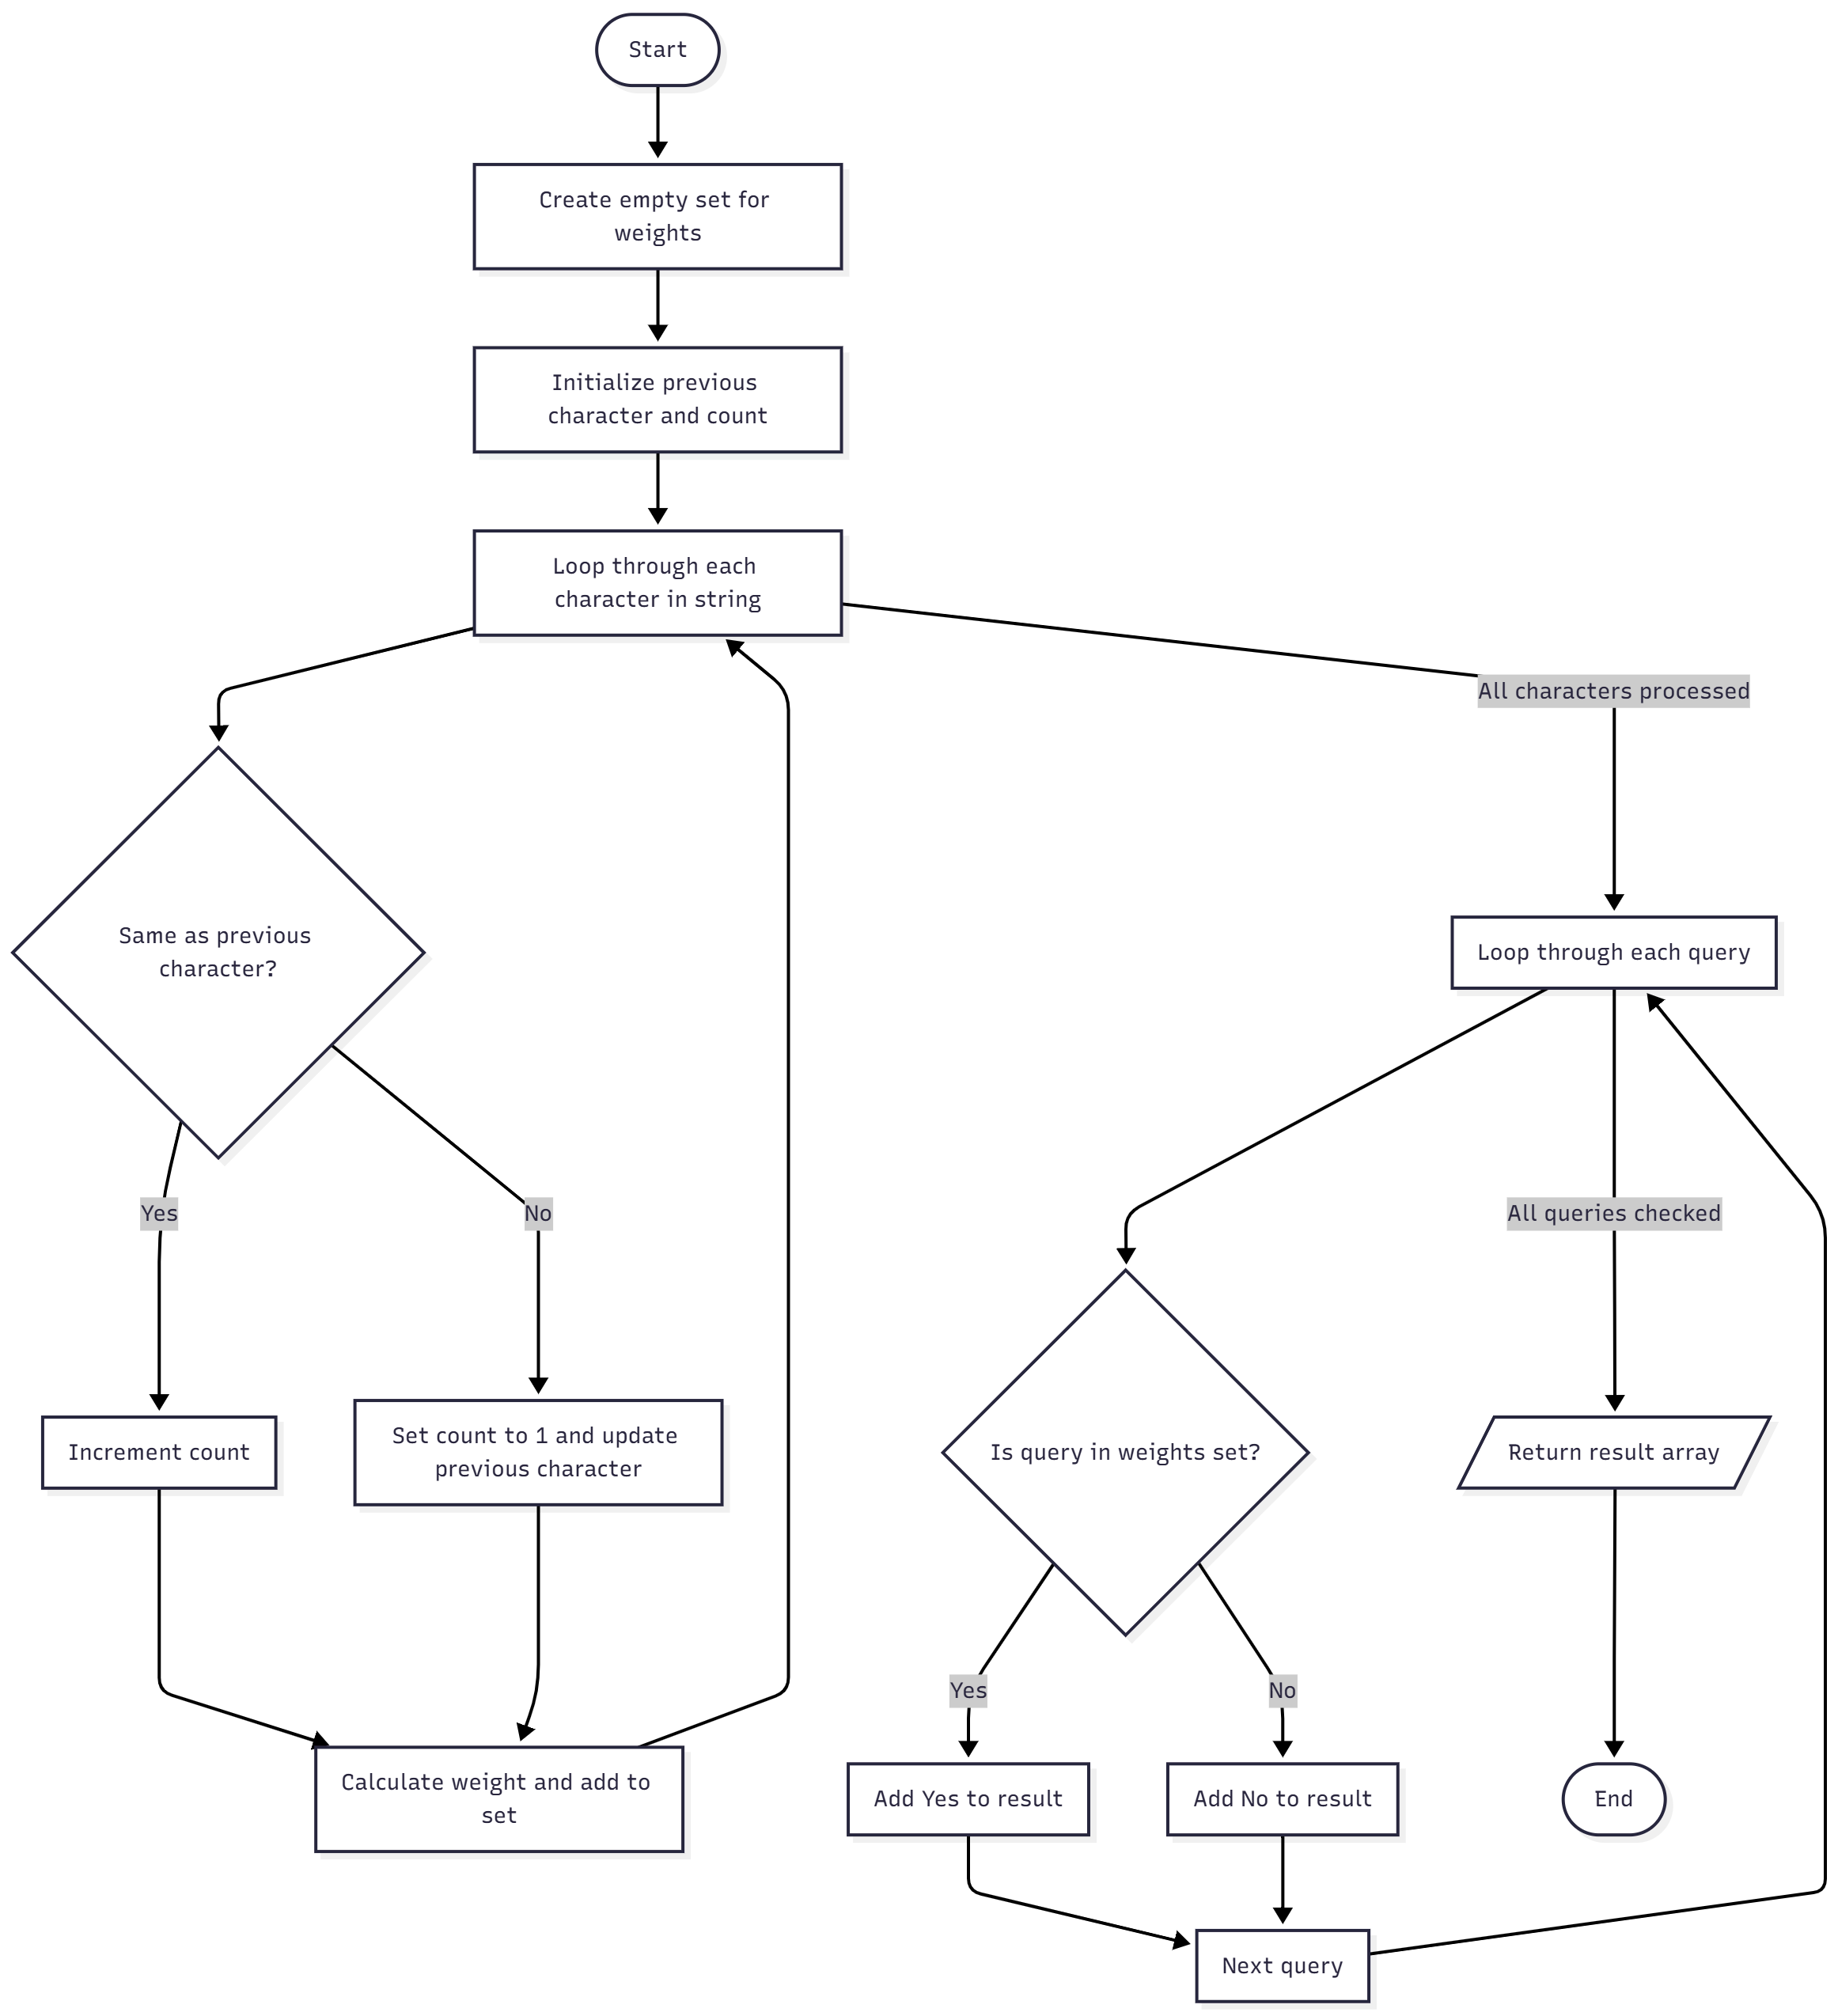 Start
Create empty set for
weights
Initialize previous
character and count
Loop through each
character in string
All characters processed
Same as previous
character?
Loop through each query
Yes
No
All queries checked
Increment count
Set count to 1 and update
previous character
Is query in weights set?
Return result array
Yes
No
Calculate weight and add to
set
Add Yes to result
Add No to result
End
Next query